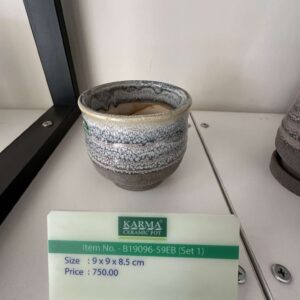 KARMA
CERAMIC POT
Item No. - B19096-59EB (Set 1)
Size : 9 x 9 x 8.5 cm
Price : 750.00